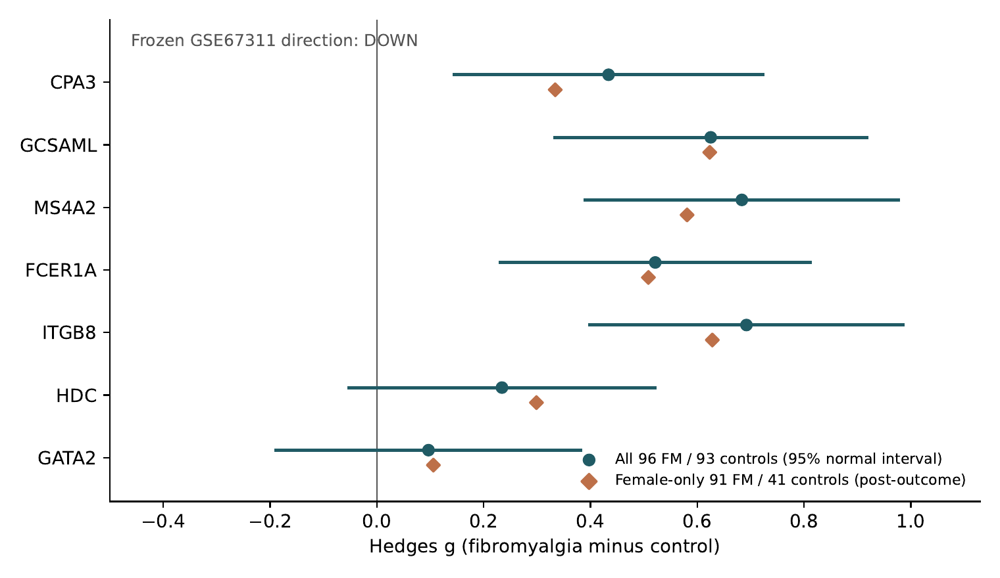 Frozen GSE67311 direction: DOWN
CPA3
GCSAML
MS4A2
FCER1A
ITGB8
HDC
GATA2
All 96 FM / 93 controls (95% normal interval)
Female-only 91 FM / 41 controls (post-outcome)
−0.4 −0.2 0.0 0.2 0.4 0.6 0.8 1.0
Hedges g (fibromyalgia minus control)